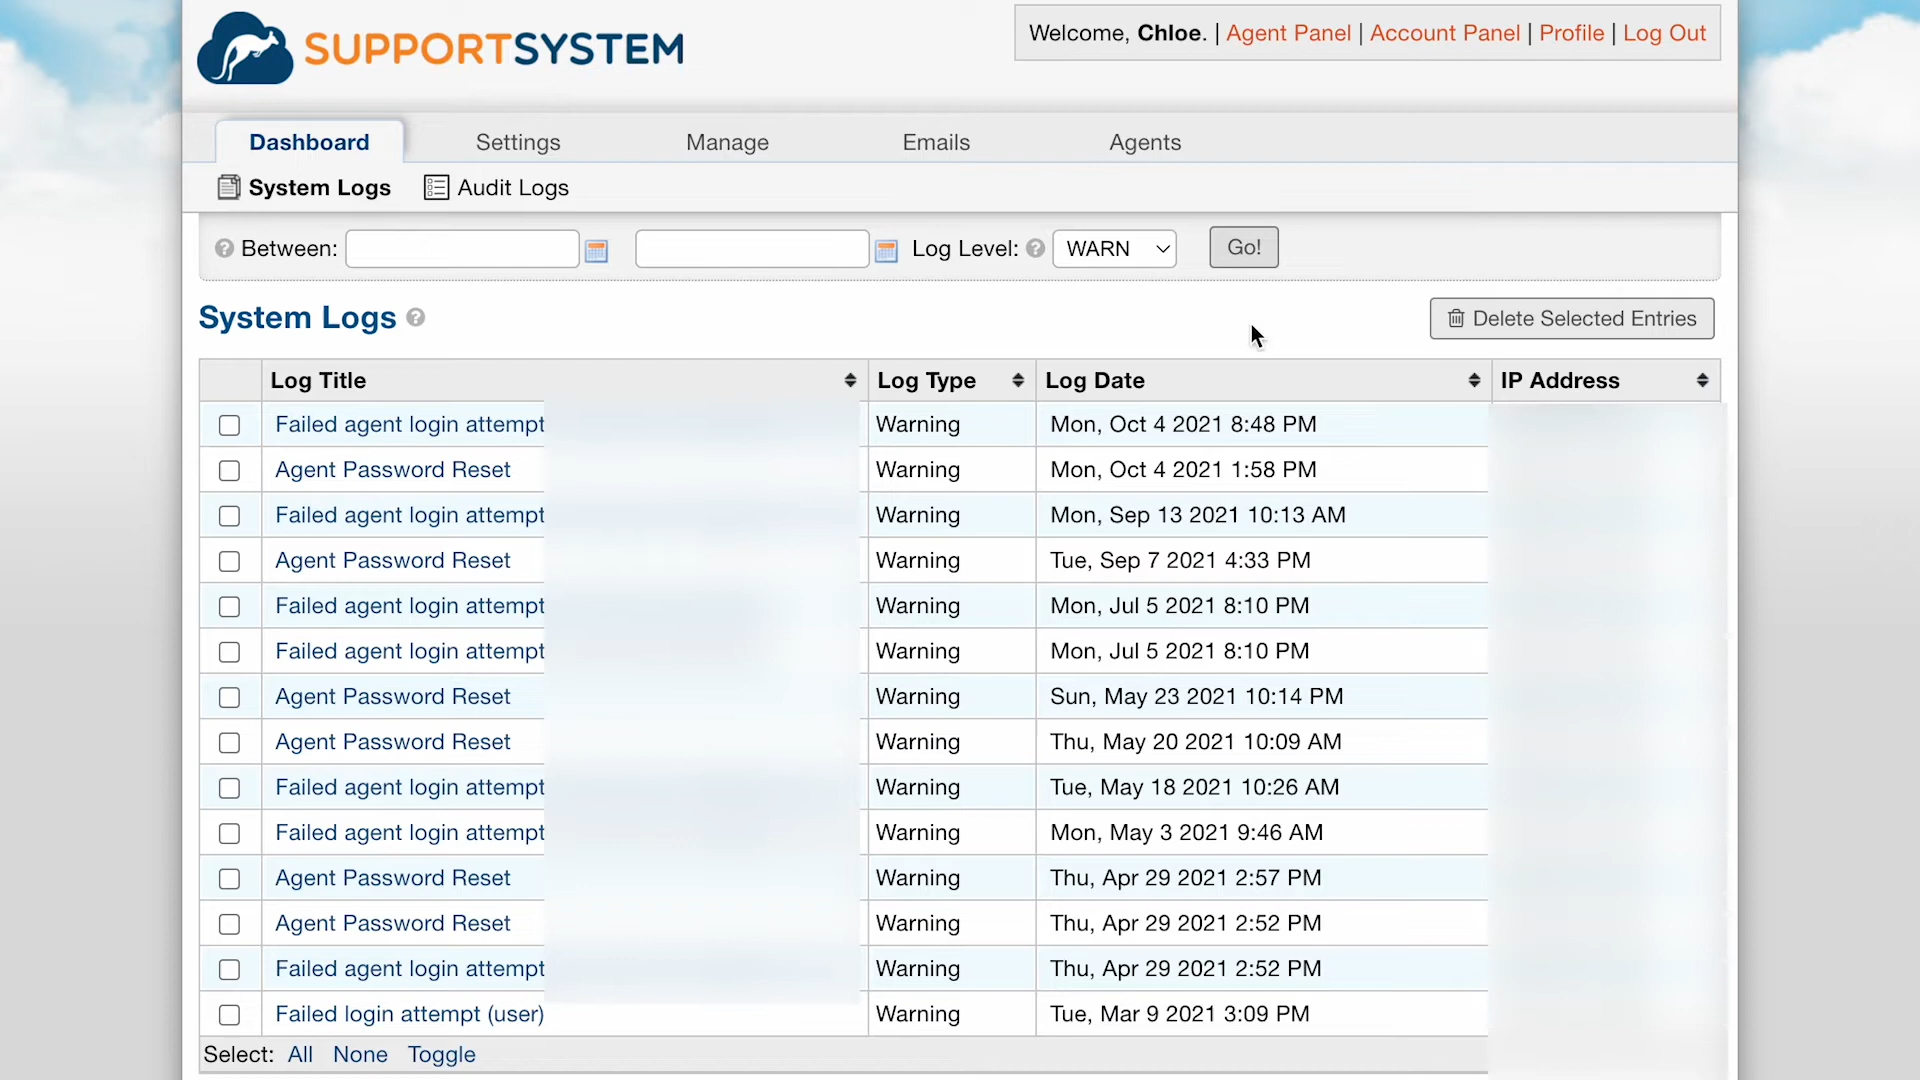 SUPPORTSYSTEM
Welcome, Chloe. | Agent Panel | Account Panel | Profile | Log Out
Dashboard Settings Manage Emails Agents
System Logs Audit Logs
Between: Log Level: WARN Go!
System Logs Delete Selected Entries
Log Title Log Type Log Date IP Address
Failed agent login attempt Warning Mon, Oct 4 2021 8:48 PM
Agent Password Reset Warning Mon, Oct 4 2021 1:58 PM
Failed agent login attempt Warning Mon, Sep 13 2021 10:13 AM
Agent Password Reset Warning Tue, Sep 7 2021 4:33 PM
Failed agent login attempt Warning Mon, Jul 5 2021 8:10 PM
Failed agent login attempt Warning Mon, Jul 5 2021 8:10 PM
Agent Password Reset Warning Sun, May 23 2021 10:14 PM
Agent Password Reset Warning Thu, May 20 2021 10:09 AM
Failed agent login attempt Warning Tue, May 18 2021 10:26 AM
Failed agent login attempt Warning Mon, May 3 2021 9:46 AM
Agent Password Reset Warning Thu, Apr 29 2021 2:57 PM
Agent Password Reset Warning Thu, Apr 29 2021 2:52 PM
Failed agent login attempt Warning Thu, Apr 29 2021 2:52 PM
Failed login attempt (user) Warning Tue, Mar 9 2021 3:09 PM
Select: All None Toggle